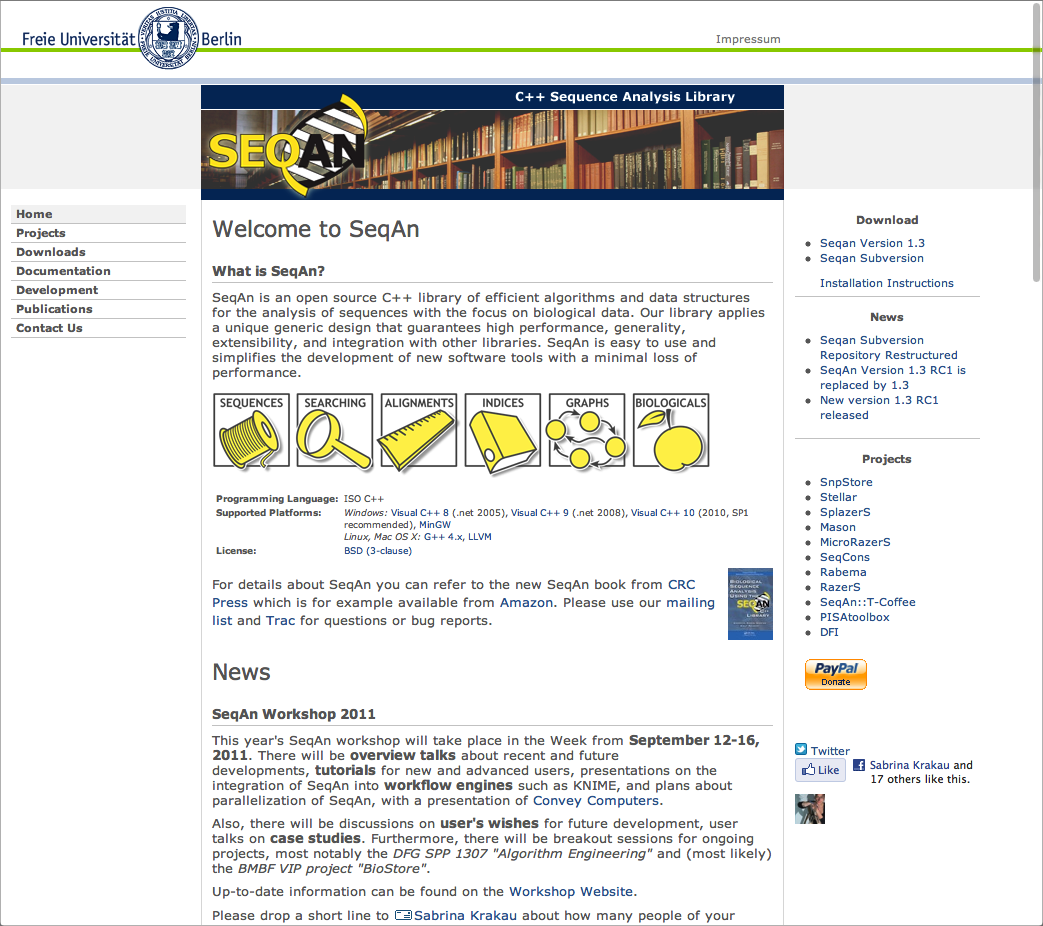 Freie Universität Berlin
Impressum
C++ Sequence Analysis Library
SEQAN
Home
Projects
Downloads
Documentation
Development
Publications
Contact Us
Welcome to SeqAn
What is SeqAn?
SeqAn is an open source C++ library of efficient algorithms and data structures
for the analysis of sequences with the focus on biological data. Our library applies
a unique generic design that guarantees high performance, generality,
extensibility, and integration with other libraries. SeqAn is easy to use and
simplifies the development of new software tools with a minimal loss of
performance.
SEQUENCES SEARCHING ALIGNMENTS INDICES GRAPHS BIOLOGICALS
Programming Language: ISO C++
Supported Platforms: Windows: Visual C++ 8 (.net 2005), Visual C++ 9 (.net 2008), Visual C++ 10 (2010, SP1
recommended), MinGW
Linux, Mac OS X: G++ 4.x, LLVM
License: BSD (3-clause)
For details about SeqAn you can refer to the new SeqAn book from CRC
Press which is for example available from Amazon. Please use our mailing
list and Trac for questions or bug reports.
BIOLOGICAL
SEQUENCE
ANALYSIS
USING THE
SEQAN
C++
LIBRARY
News
SeqAn Workshop 2011
This year's SeqAn workshop will take place in the Week from September 12-16,
2011. There will be overview talks about recent and future
developments, tutorials for new and advanced users, presentations on the
integration of SeqAn into workflow engines such as KNIME, and plans about
parallelization of SeqAn, with a presentation of Convey Computers.
Also, there will be discussions on user's wishes for future development, user
talks on case studies. Furthermore, there will be breakout sessions for ongoing
projects, most notably the DFG SPP 1307 "Algorithm Engineering" and (most likely)
the BMBF VIP project "BioStore".
Up-to-date information can be found on the Workshop Website.
Please drop a short line to Sabrina Krakau about how many people of your
Download
Seqan Version 1.3
Seqan Subversion
Installation Instructions
News
Seqan Subversion
Repository Restructured
SeqAn Version 1.3 RC1 is
replaced by 1.3
New version 1.3 RC1
released
Projects
SnpStore
Stellar
SplazerS
Mason
MicroRazerS
SeqCons
Rabema
RazerS
SeqAn::T-Coffee
PISAtoolbox
DFI
PayPal
Donate
Twitter
Like
Sabrina Krakau and
17 others like this.